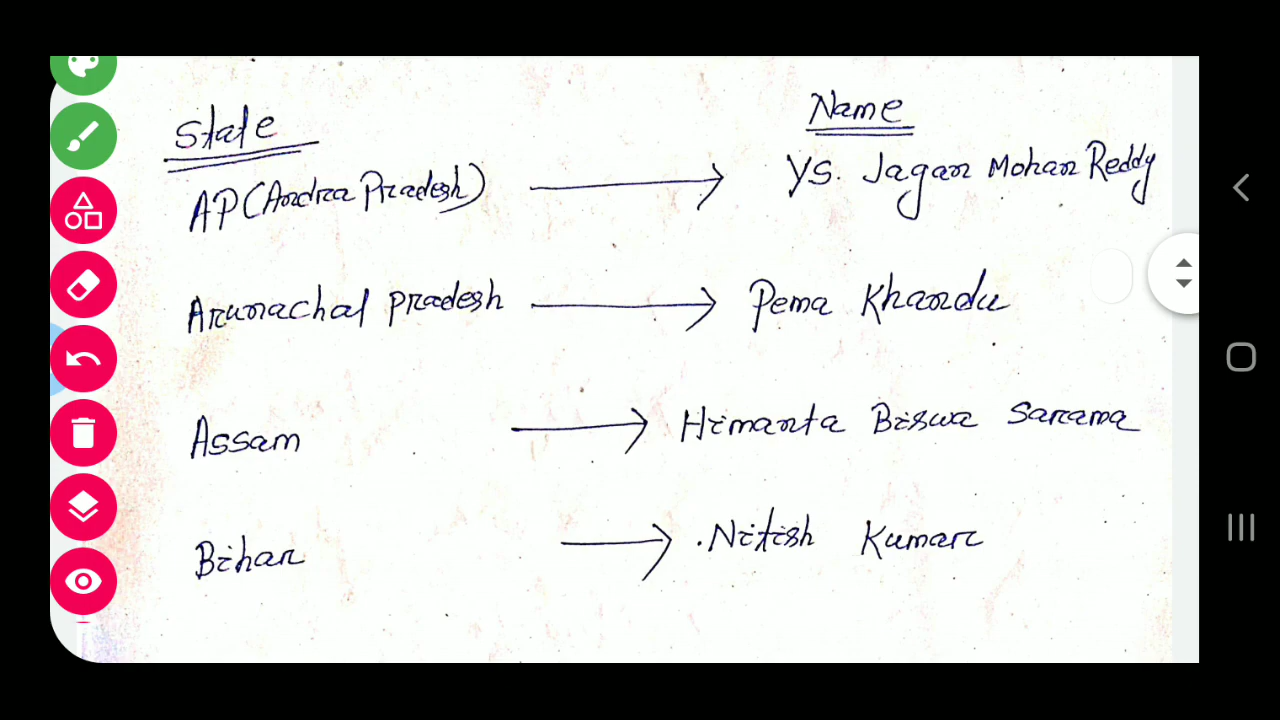 State Name
AP (Andra Pradesh) → YS. Jagan Mohan Reddy
Arunachal pradesh → Pema Khandu
Assam → Himanta Biswa Sarama
Bihar → Nitish Kumar